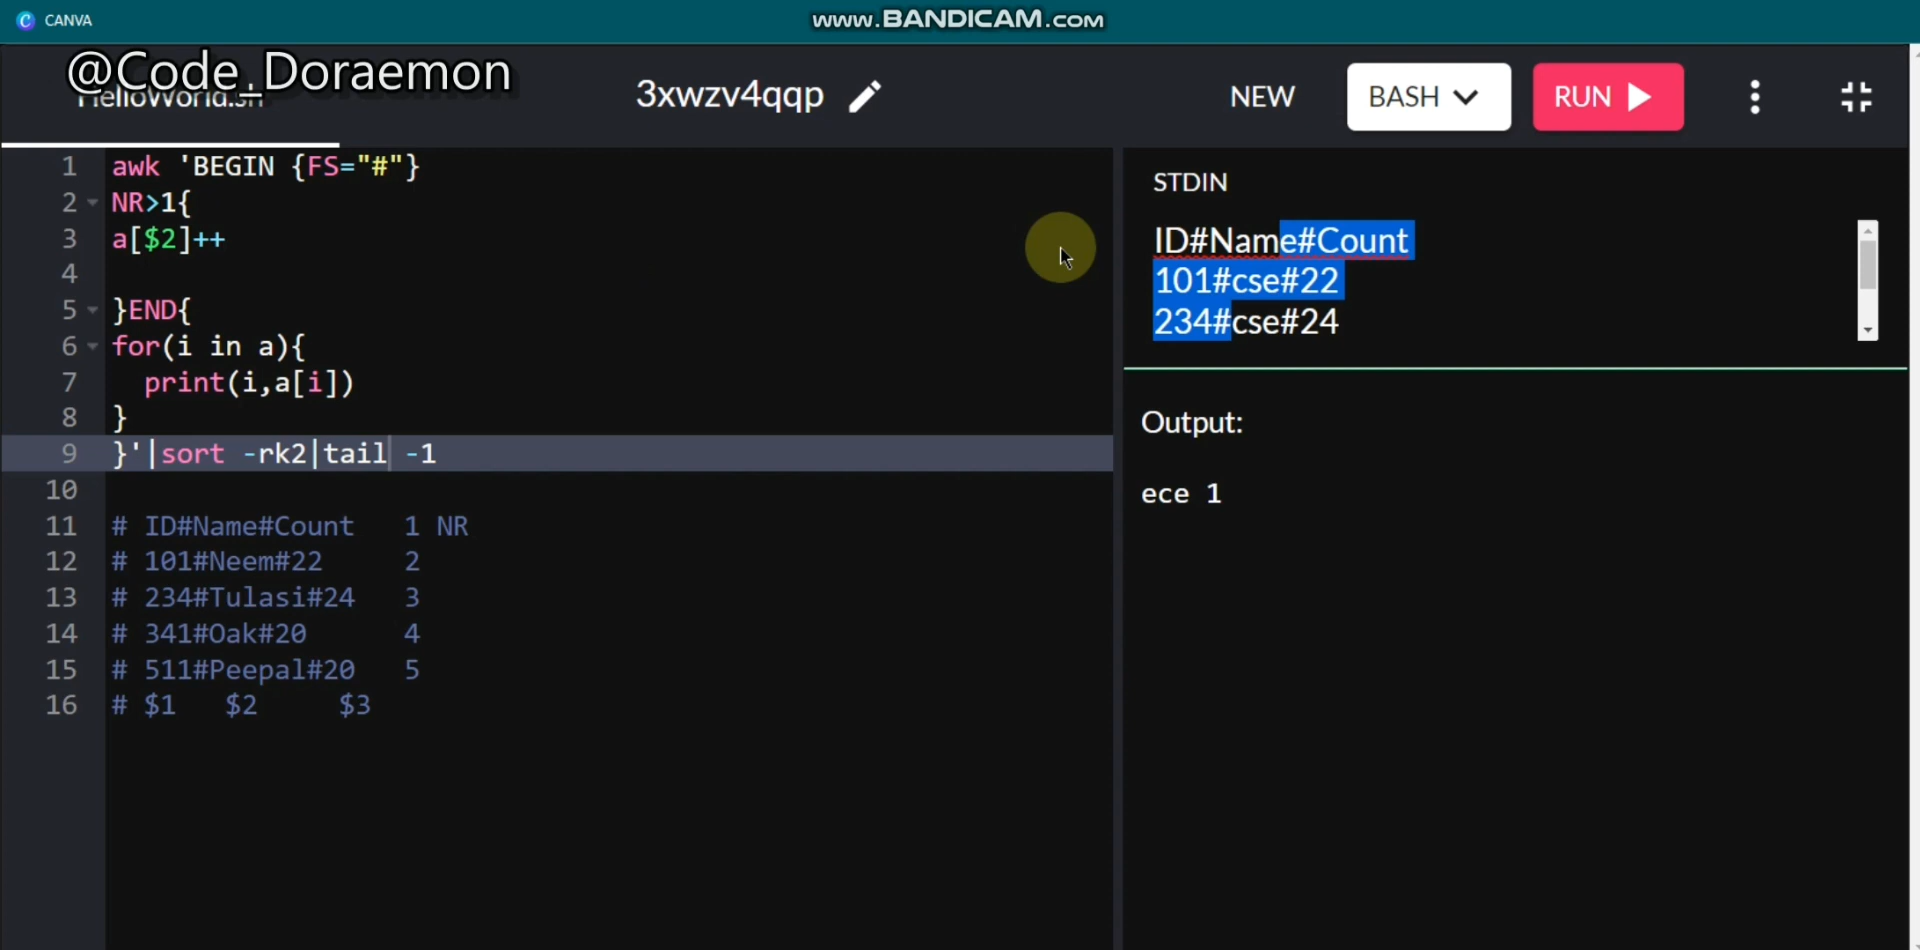 CANVA
www.BANDICAM.com
@Code_Doraemon
HelloWorld.sh
3xwzv4qqp
NEW
BASH
RUN
1 awk 'BEGIN {FS="#"}
2 NR>1{
3 a[$2]++
4
5 }END{
6 for(i in a){
7 print(i,a[i])
8 }
9 }'|sort -rk2|tail -1
10
11 # ID#Name#Count 1 NR
12 # 101#Neem#22 2
13 # 234#Tulasi#24 3
14 # 341#Oak#20 4
15 # 511#Peepal#20 5
16 # $1 $2 $3
STDIN
ID#Name#Count
101#cse#22
234#cse#24
Output:
ece 1